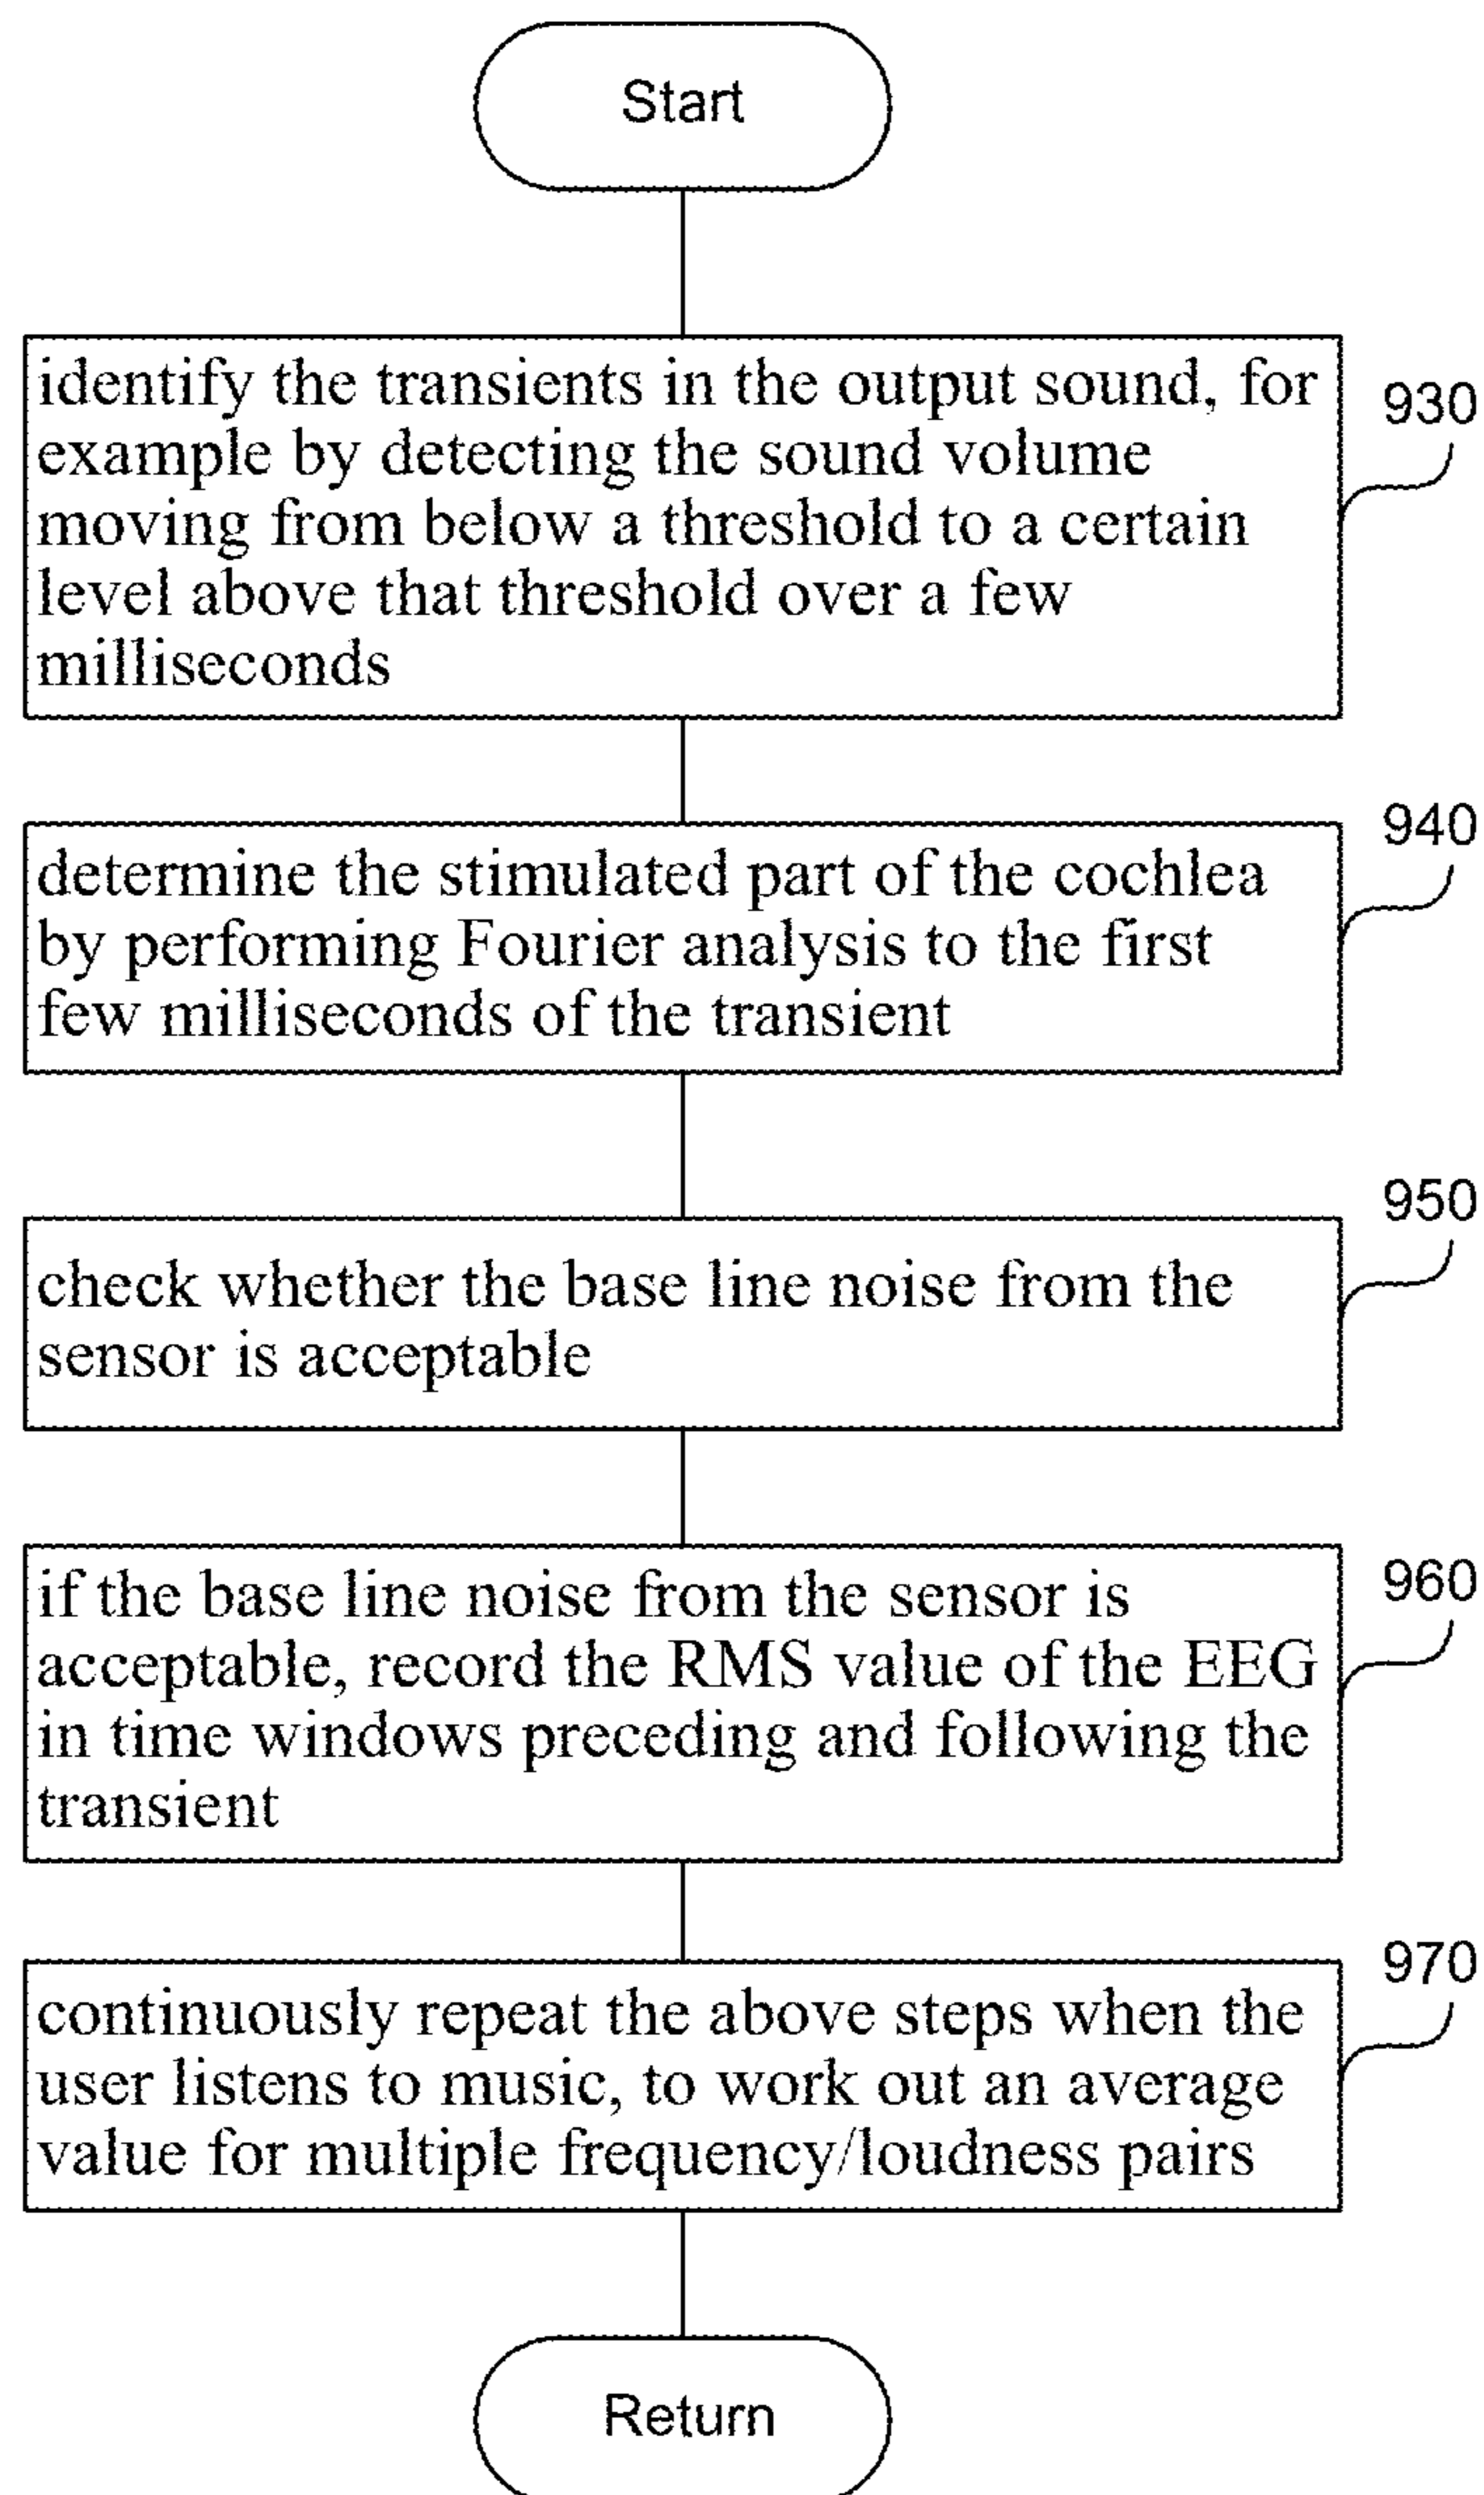 Start
identify the transients in the output sound, for
example by detecting the sound volume
moving from below a threshold to a certain
level above that threshold over a few
milliseconds
930
determine the stimulated part of the cochlea
by performing Fourier analysis to the first
few milliseconds of the transient
940
check whether the base line noise from the
sensor is acceptable
950
if the base line noise from the sensor is
acceptable, record the RMS value of the EEG
in time windows preceding and following the
transient
960
continuously repeat the above steps when the
user listens to music, to work out an average
value for multiple frequency/loudness pairs
970
Return